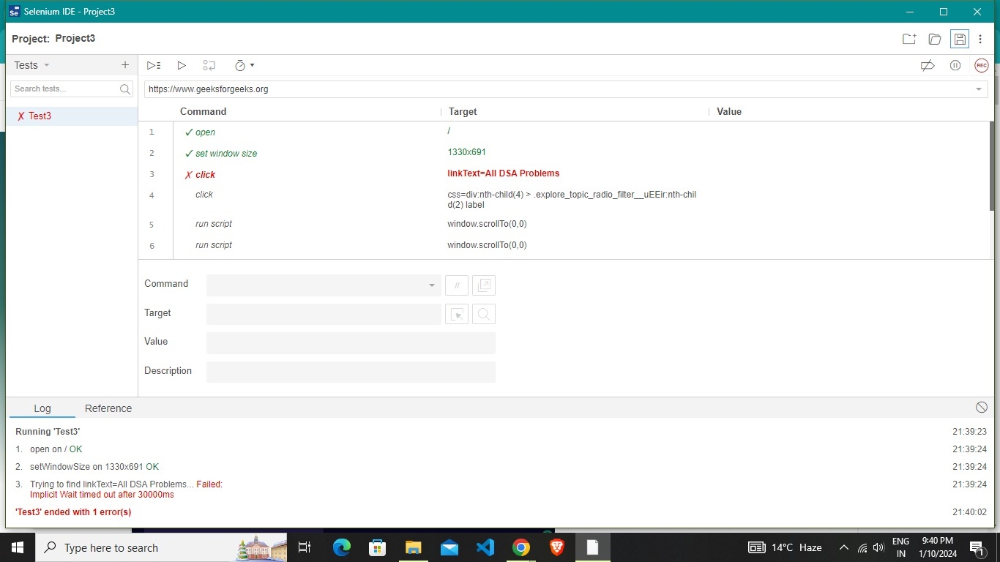 Se Selenium IDE - Project3
Project: Project3
Tests
Search tests...
✗ Test3
REC
https://www.geeksforgeeks.org
Command Target Value
1 ✓ open /
2 ✓ set window size 1330x691
3 ✗ click linkText=All DSA Problems
4 click css=div:nth-child(4) > .explore_topic_radio_filter__uEEir:nth-chil
d(2) label
5 run script window.scrollTo(0,0)
6 run script window.scrollTo(0,0)
Command //
Target
Value
Description
Log Reference
Running 'Test3' 21:39:23
1. open on / OK 21:39:24
2. setWindowSize on 1330x691 OK 21:39:24
3. Trying to find linkText=All DSA Problems... Failed: 21:39:24
Implicit Wait timed out after 30000ms
'Test3' ended with 1 error(s) 21:40:02
Type here to search
14°C Haze
ENG
IN
9:40 PM
1/10/2024
1